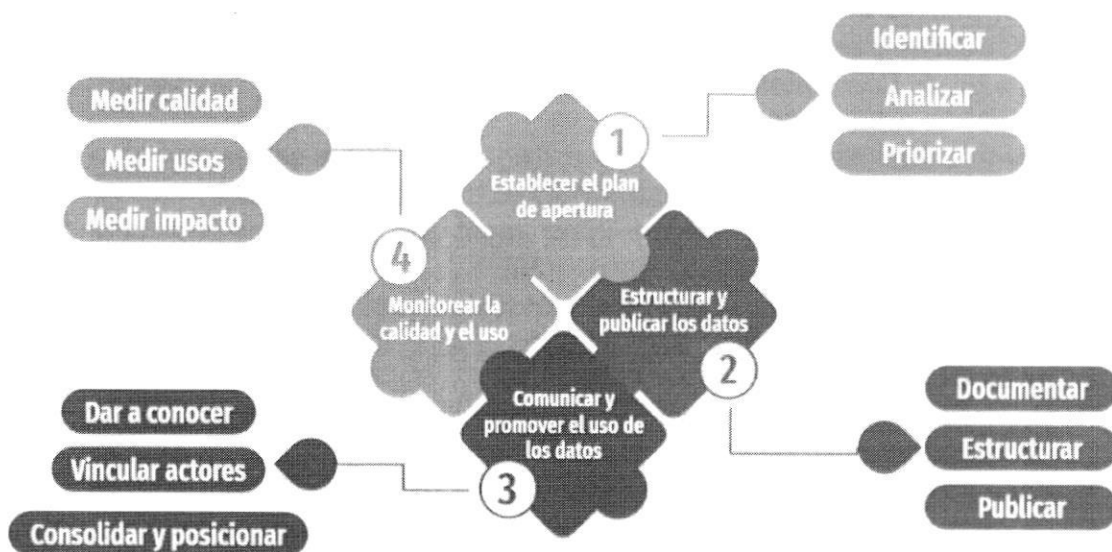 1
Establecer el plan
de apertura
Identificar
Analizar
Priorizar
2
Estructurar y
publicar los datos
Documentar
Estructurar
Publicar
3
Comunicar y
promover el uso de
los datos
Dar a conocer
Vincular actores
Consolidar y posicionar
4
Monitorear la
calidad y el uso
Medir calidad
Medir usos
Medir impacto